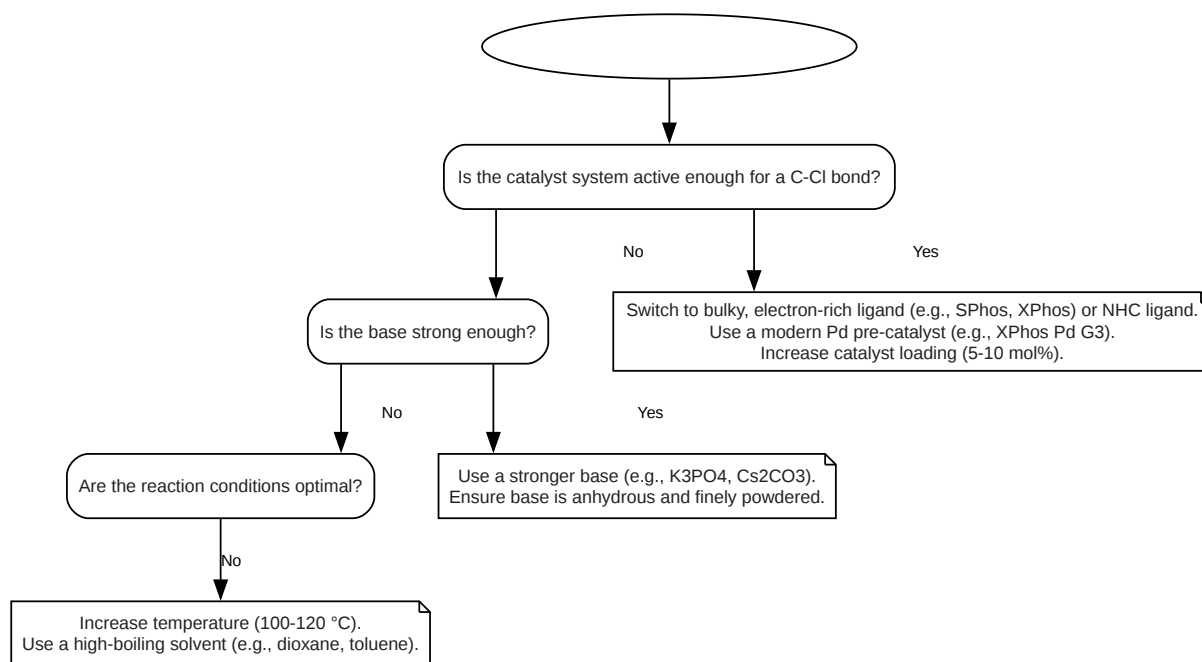 Is the catalyst system active enough for a C-Cl bond?
No
Yes
Switch to bulky, electron-rich ligand (e.g., SPhos, XPhos) or NHC ligand.
Use a modern Pd pre-catalyst (e.g., XPhos Pd G3).
Increase catalyst loading (5-10 mol%).
Is the base strong enough?
No
Yes
Use a stronger base (e.g., K3PO4, Cs2CO3).
Ensure base is anhydrous and finely powdered.
Are the reaction conditions optimal?
No
Increase temperature (100-120 °C).
Use a high-boiling solvent (e.g., dioxane, toluene).